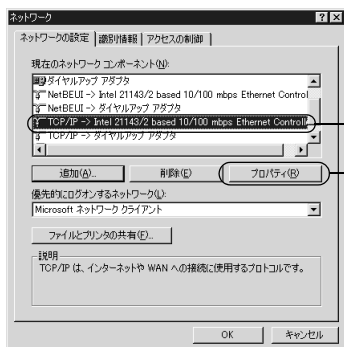 ネットワーク
ネットワークの設定 識別情報 アクセスの制御
現在のネットワーク コンポーネント(N):
ダイヤルアップ アダプタ
NetBEUI -> Intel 21143/2 based 10/100 mbps Ethernet Control
NetBEUI -> ダイヤルアップ アダプタ
TCP/IP -> Intel 21143/2 based 10/100 mbps Ethernet Controlle
TCP/IP -> ダイヤルアップ アダプタ
追加(A)... 削除(E) プロパティ(R)
優先的にログオンするネットワーク(L):
Microsoft ネットワーク クライアント
ファイルとプリンタの共有(F)...
説明
TCP/IP は、インターネットや WAN への接続に使用するプロトコルです。
OK キャンセル